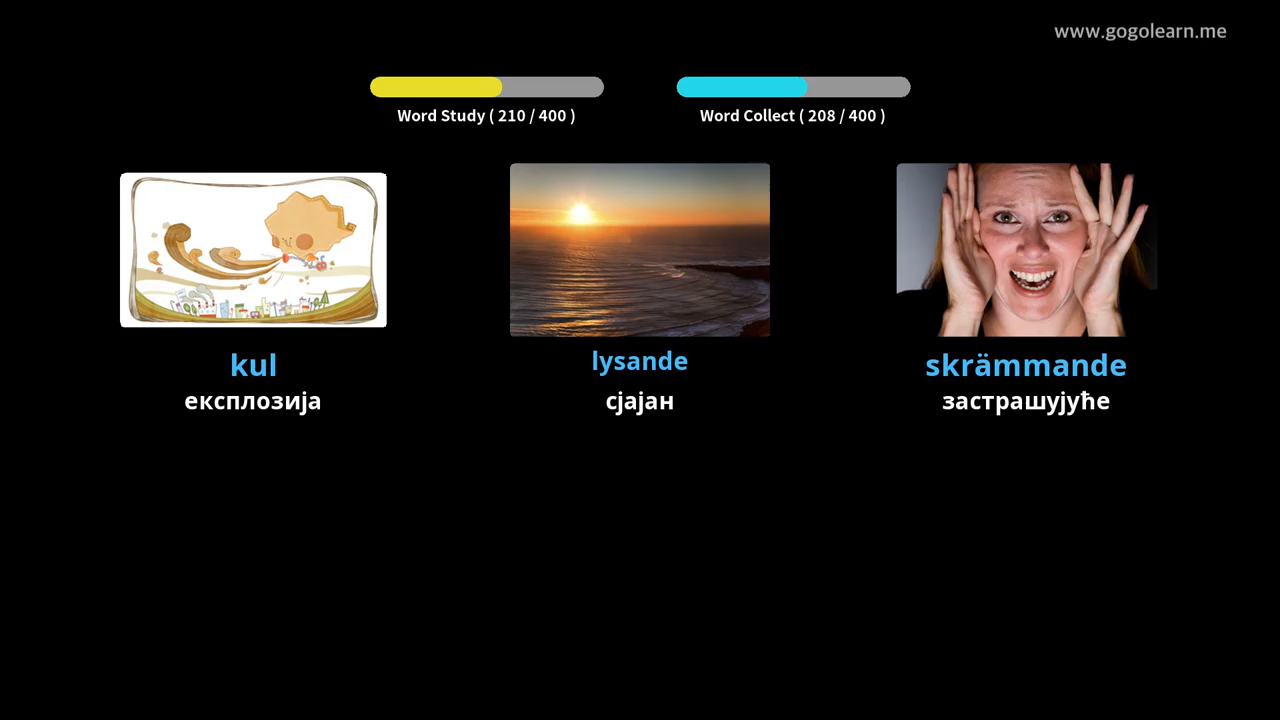 www.gogolearn.me
Word Study ( 210 / 400 )
Word Collect ( 208 / 400 )
kul
експлозија
lysande
сјајан
skrämmande
застрашујуће